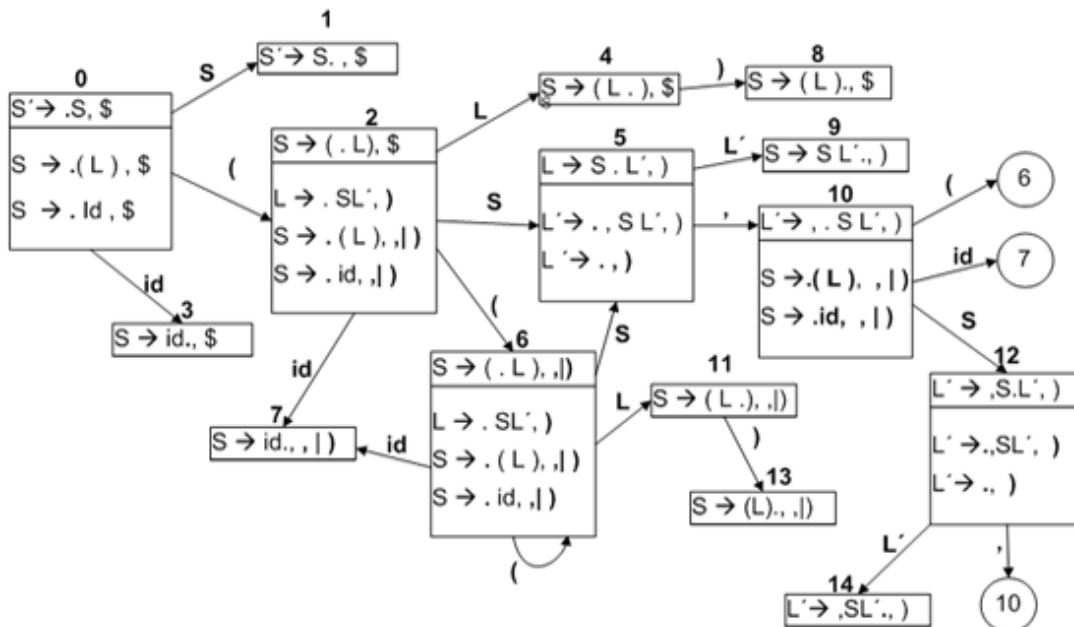 0
S´→ .S, $
S → .( L ) , $
S → . Id , $
S
1
S´→ S. , $
(
id
3
S → id., $
2
S → ( . L), $
L → . SL´, )
S → . ( L), ,| )
S → . id, ,| )
L
4
S → ( L . ), $
)
8
S → ( L )., $
S
5
L → S . L´, )
L´→ . , S L´, )
L´→ . , )
L´
9
S → S L´., )
,
10
L´→ , . S L´, )
S →.( L ), , | )
S → .id, , | )
(
6
id
7
S
12
L´ → ,S.L´, )
L´ →.,SL´, )
L´→ ., )
L´
14
L´→ ,SL´., )
,
10
(
6
S → ( . L ), ,|)
L → . SL´, )
S → . ( L ), ,| )
S → . id, ,| )
S
L
11
S → ( L .), ,|)
)
13
S → (L)., ,|)
id
7
S → id., , | )
id
(